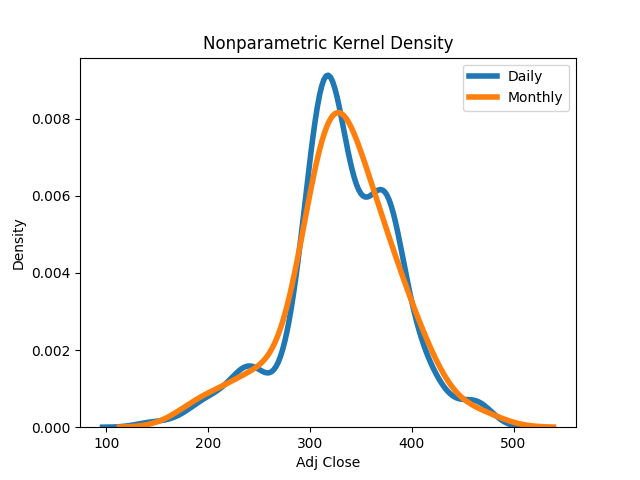 Nonparametric Kernel Density
Daily
Monthly
0.008
0.006
0.004
0.002
0.000
Density
100 200 300 400 500
Adj Close